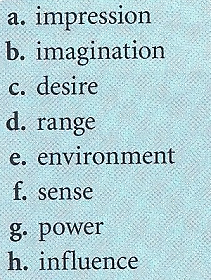 a. impression
b. imagination
c. desire
d. range
e. environment
f. sense
g. power
h. influence